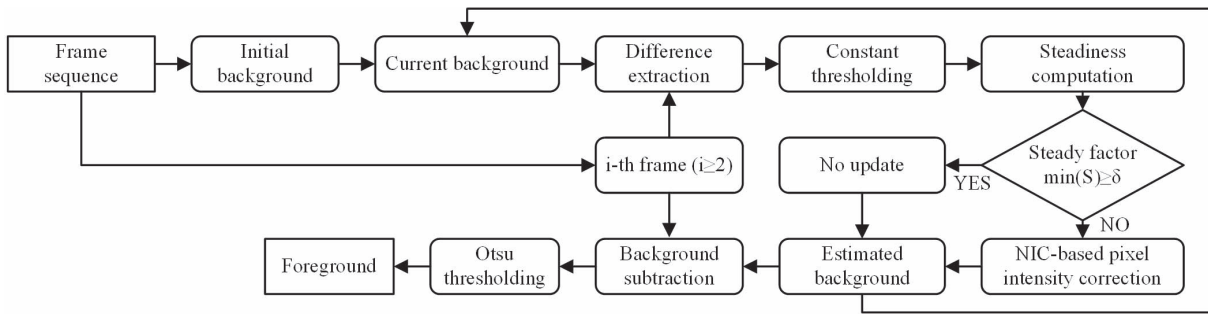 Frame
sequence
Initial
background
Current background
Difference
extraction
Constant
thresholding
Steadiness
computation
i-th frame (i≥2)
No update
YES
Steady factor
min(S)≥δ
NO
Foreground
Otsu
thresholding
Background
subtraction
Estimated
background
NIC-based pixel
intensity correction